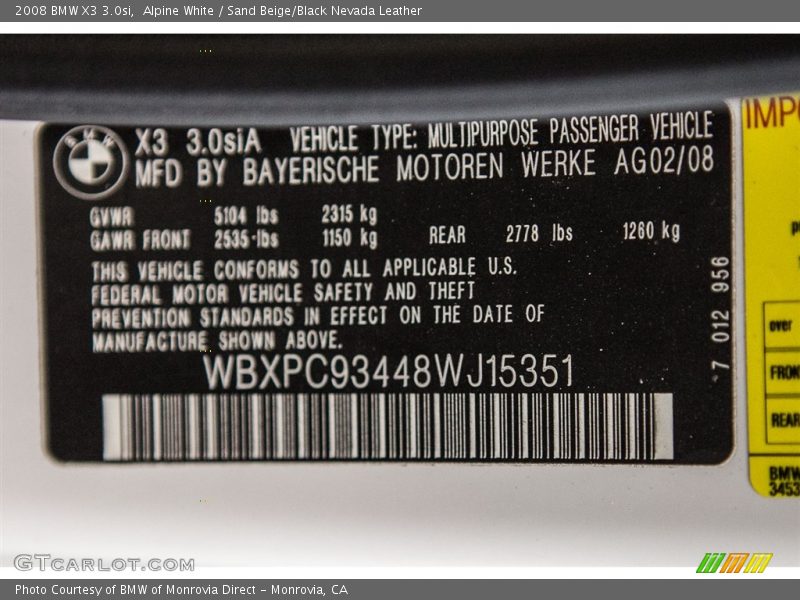 2008 BMW X3 3.0si,  Alpine White / Sand Beige/Black Nevada Leather
BMW
X3 3.0siA VEHICLE TYPE: MULTIPURPOSE PASSENGER VEHICLE
MFD BY BAYERISCHE MOTOREN WERKE AG02/08
GVWR 5104 lbs 2315 kg
GAWR FRONT 2535 lbs 1150 kg REAR 2778 lbs 1260 kg
THIS VEHICLE CONFORMS TO ALL APPLICABLE U.S.
FEDERAL MOTOR VEHICLE SAFETY AND THEFT
PREVENTION STANDARDS IN EFFECT ON THE DATE OF
MANUFACTURE SHOWN ABOVE.
WBXPC93448WJ15351
7 012 956
IMPO
over
FRON
REAR
BMW
3453
GTCARLOT.COM
Photo Courtesy of BMW of Monrovia Direct - Monrovia, CA